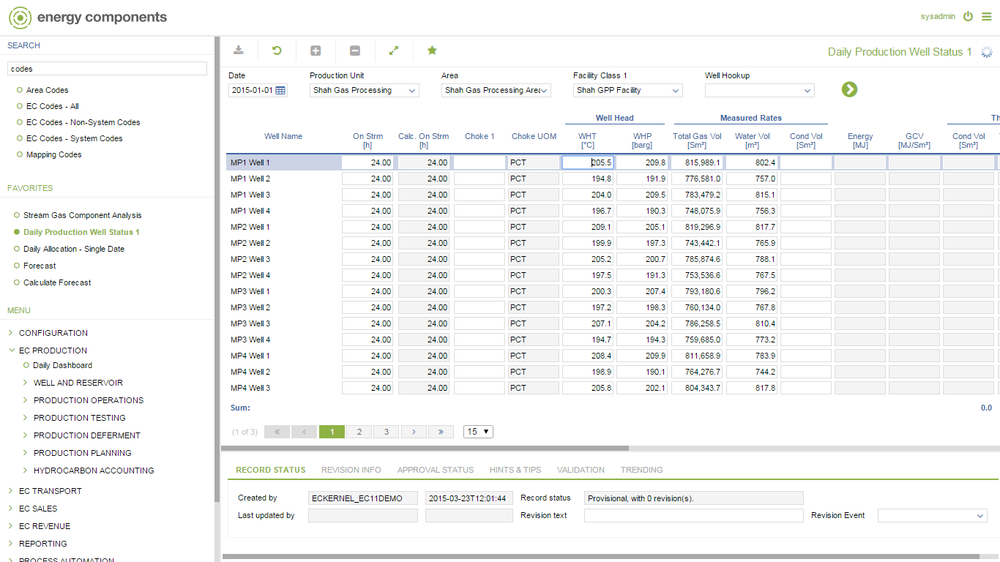 energy components
sysadmin
SEARCH
codes
Area Codes
EC Codes - All
EC Codes - Non-System Codes
EC Codes - System Codes
Mapping Codes
FAVORITES
Stream Gas Component Analysis
Daily Production Well Status 1
Daily Allocation - Single Date
Forecast
Calculate Forecast
MENU
CONFIGURATION
EC PRODUCTION
Daily Dashboard
WELL AND RESERVOIR
PRODUCTION OPERATIONS
PRODUCTION TESTING
PRODUCTION DEFERMENT
PRODUCTION PLANNING
HYDROCARBON ACCOUNTING
EC TRANSPORT
EC SALES
EC REVENUE
REPORTING
PROCESS AUTOMATION
Daily Production Well Status 1
Date Production Unit Area Facility Class 1 Well Hookup
2015-01-01 Shah Gas Processing Shah Gas Processing Area Shah GPP Facility
Well Head Measured Rates Th
Well Name On Strm Calc. On Strm Choke 1 Choke UOM WHT WHP Total Gas Vol Water Vol Cond Vol Energy GCV Cond Vol
[h] [h] [°C] [barg] [Sm³] [m³] [Sm³] [MJ] [MJ/Sm³] [Sm³]
MP1 Well 1 24.00 24.00 PCT 205.5 209.8 815,989.1 802.4
MP1 Well 2 24.00 24.00 PCT 194.8 191.9 776,581.0 757.0
MP1 Well 3 24.00 24.00 PCT 204.0 209.5 783,479.2 815.1
MP1 Well 4 24.00 24.00 PCT 196.7 190.3 748,075.9 756.3
MP2 Well 1 24.00 24.00 PCT 209.1 205.1 819,296.9 817.7
MP2 Well 2 24.00 24.00 PCT 199.9 197.3 743,442.1 765.9
MP2 Well 3 24.00 24.00 PCT 205.2 200.7 785,874.6 788.1
MP2 Well 4 24.00 24.00 PCT 197.5 191.3 753,536.6 767.5
MP3 Well 1 24.00 24.00 PCT 200.3 207.4 793,180.6 796.2
MP3 Well 2 24.00 24.00 PCT 197.2 198.3 760,134.0 767.8
MP3 Well 3 24.00 24.00 PCT 207.1 204.2 786,258.5 810.4
MP3 Well 4 24.00 24.00 PCT 194.7 194.3 759,685.0 773.2
MP4 Well 1 24.00 24.00 PCT 208.4 209.9 811,658.9 783.9
MP4 Well 2 24.00 24.00 PCT 198.9 190.1 764,276.7 744.2
MP4 Well 3 24.00 24.00 PCT 205.8 202.1 804,343.7 817.8
Sum: 0.0
(1 of 3) « ‹ 1 2 3 › » 15
RECORD STATUS REVISION INFO APPROVAL STATUS HINTS & TIPS VALIDATION TRENDING
Created by ECKERNEL_EC11DEMO 2015-03-23T12:01:44 Record status Provisional, with 0 revision(s).
Last updated by Revision text Revision Event